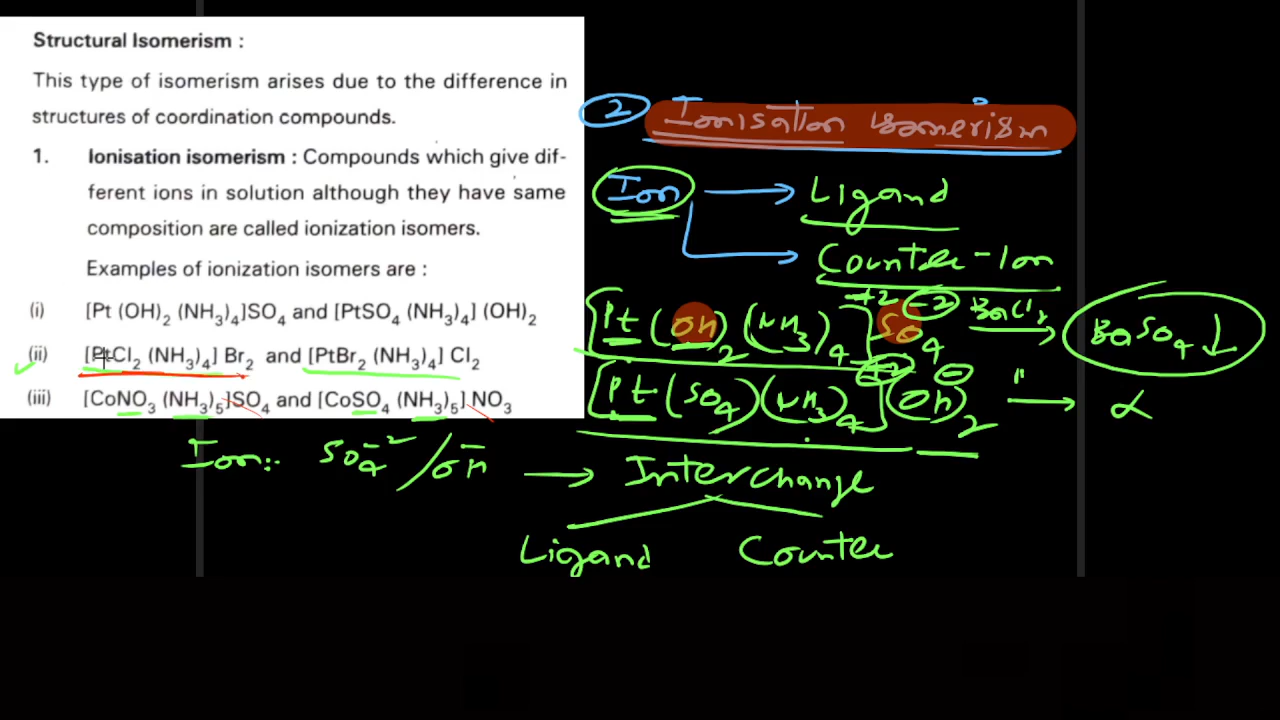 Structural Isomerism :
This type of isomerism arises due to the difference in
structures of coordination compounds.
1. Ionisation isomerism : Compounds which give dif-
ferent ions in solution although they have same
composition are called ionization isomers.
Examples of ionization isomers are :
(i) [Pt (OH)₂ (NH₃)₄]SO₄ and [PtSO₄ (NH₃)₄] (OH)₂
(ii) [PtCl₂ (NH₃)₄] Br₂ and [PtBr₂ (NH₃)₄] Cl₂
(iii) [CoNO₃ (NH₃)₅]SO₄ and [CoSO₄ (NH₃)₅] NO₃
2 Ionisation isomerism
Ion → Ligand
Counter-Ion
[Pt(OH)₂(NH₃)₄]⁺² SO₄⁻² BaCl₂ → BaSO₄↓
[Pt(SO₄)(NH₃)₄]⁺² (OH)⁻₂ " → α
Ion: SO₄⁻² / OH⁻ → Interchange
Ligand Counter